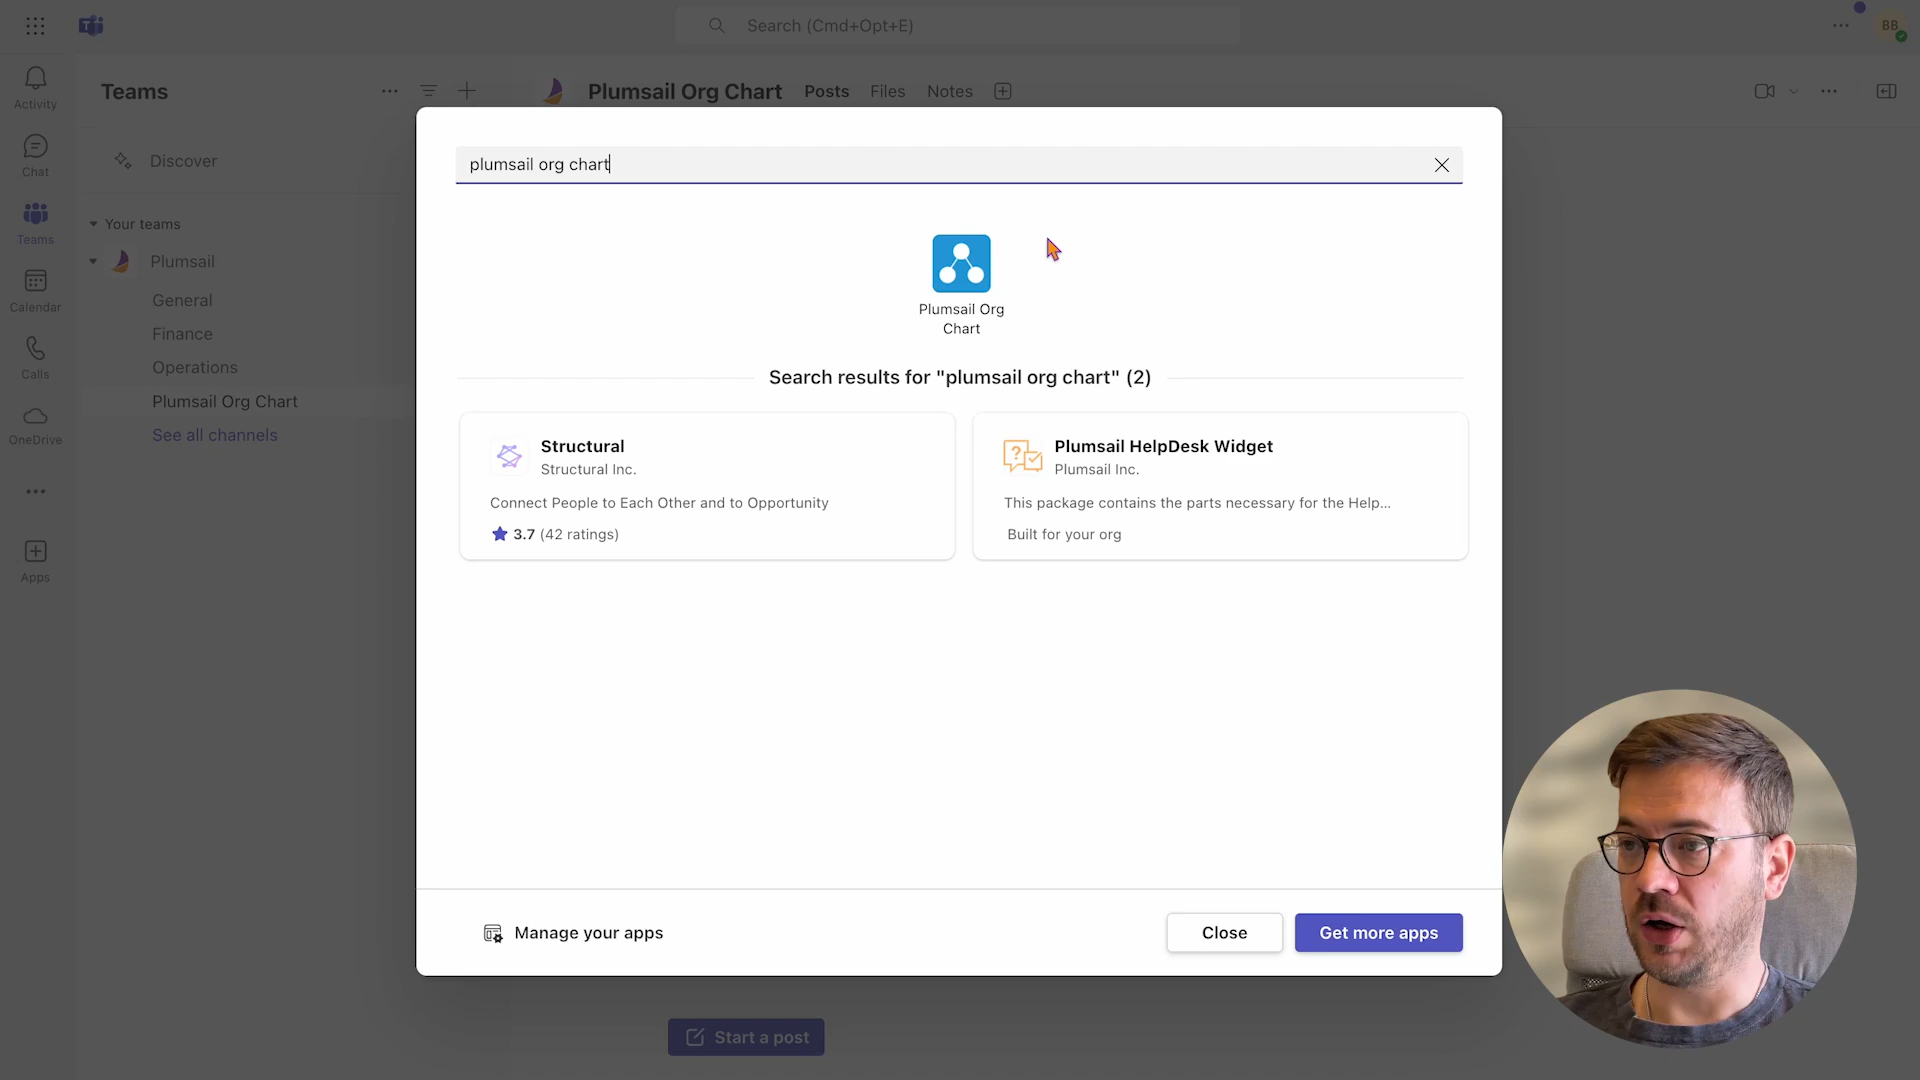 Search (Cmd+Opt+E)
BB
Activity
Chat
Teams
Calendar
Calls
OneDrive
Apps
Teams
Discover
Your teams
Plumsail
General
Finance
Operations
Plumsail Org Chart
See all channels
Plumsail Org Chart
Posts
Files
Notes
plumsail org chart
Plumsail Org
Chart
Search results for "plumsail org chart" (2)
Structural
Structural Inc.
Connect People to Each Other and to Opportunity
3.7 (42 ratings)
Plumsail HelpDesk Widget
Plumsail Inc.
This package contains the parts necessary for the Help...
Built for your org
Manage your apps
Close
Get more apps
Start a post